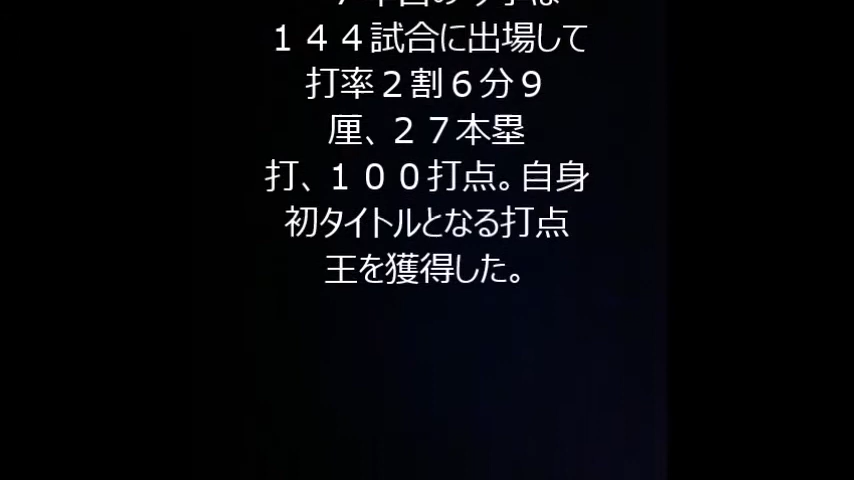 １４４試合に出場して
打率２割６分９
厘、２７本塁
打、１００打点。自身
初タイトルとなる打点
王を獲得した。